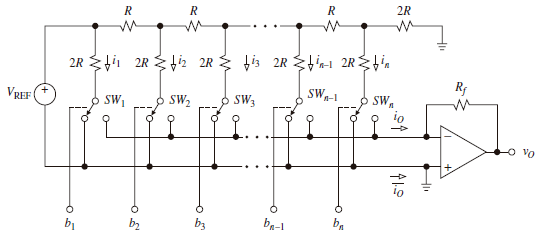 R R R 2R
2R i1 2R i2 2R i3 2R in–1 2R in
VREF + SW1 SW2 SW3 SWn–1 SWn Rf
iO – vO
+
iO
b1 b2 b3 bn–1 bn